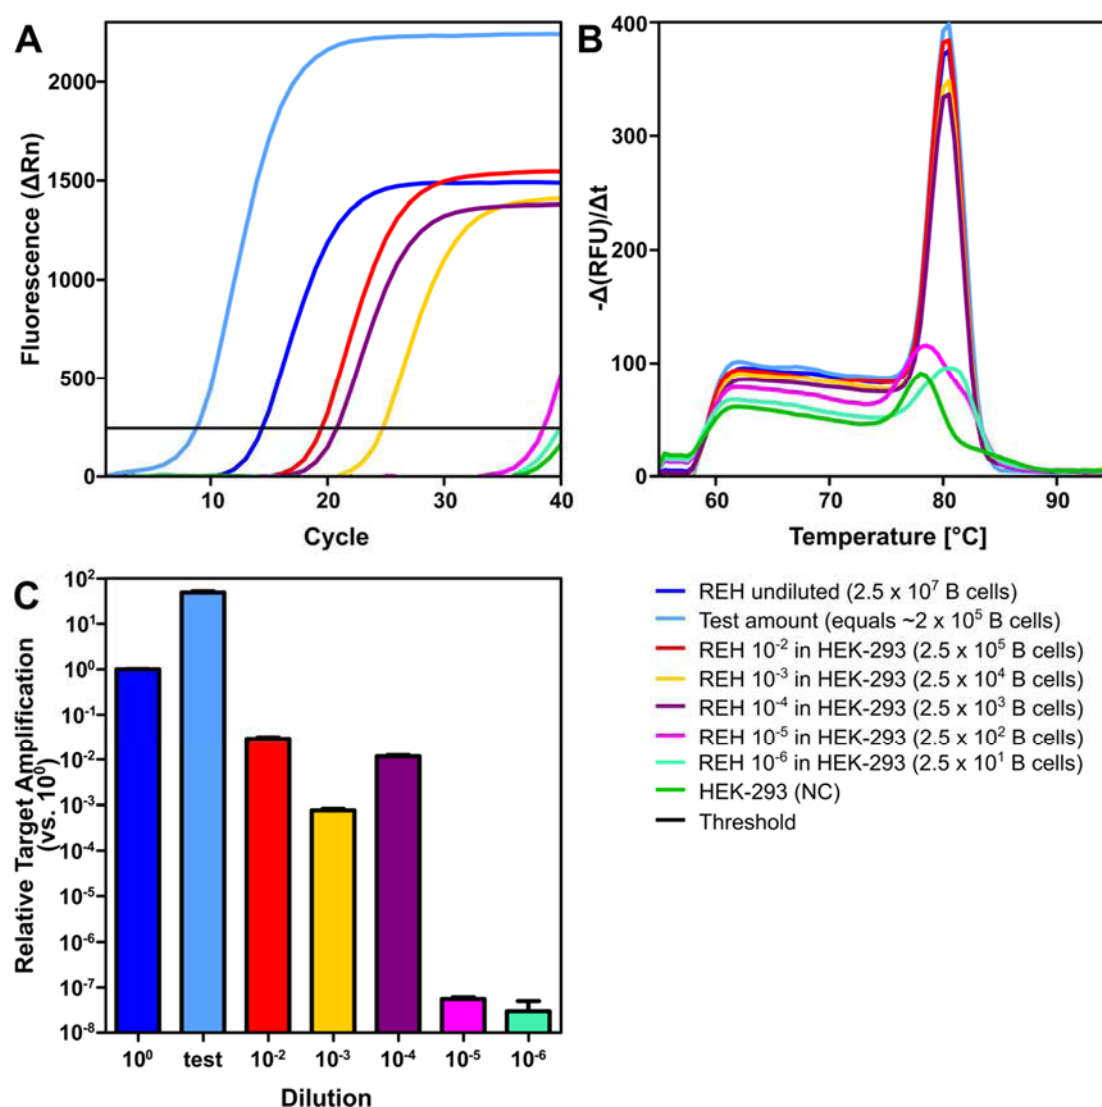 A
Fluorescence (ΔRn)
2000
1500
1000
500
0
10
20
30
40
Cycle
B
-Δ(RFU)/Δt
400
300
200
100
0
60
70
80
90
Temperature [°C]
C
Relative Target Amplification
(vs. 10⁰)
10²
10⁰
10⁻¹
10⁻²
10⁻³
10⁻⁴
10⁻⁵
10⁻⁶
10⁻⁷
10⁻⁸
10⁰
test
10⁻²
10⁻³
10⁻⁴
10⁻⁵
10⁻⁶
Dilution
REH undiluted (2.5 x 10⁷ B cells)
Test amount (equals ~2 x 10⁵ B cells)
REH 10⁻² in HEK-293 (2.5 x 10⁵ B cells)
REH 10⁻³ in HEK-293 (2.5 x 10⁴ B cells)
REH 10⁻⁴ in HEK-293 (2.5 x 10³ B cells)
REH 10⁻⁵ in HEK-293 (2.5 x 10² B cells)
REH 10⁻⁶ in HEK-293 (2.5 x 10¹ B cells)
HEK-293 (NC)
Threshold